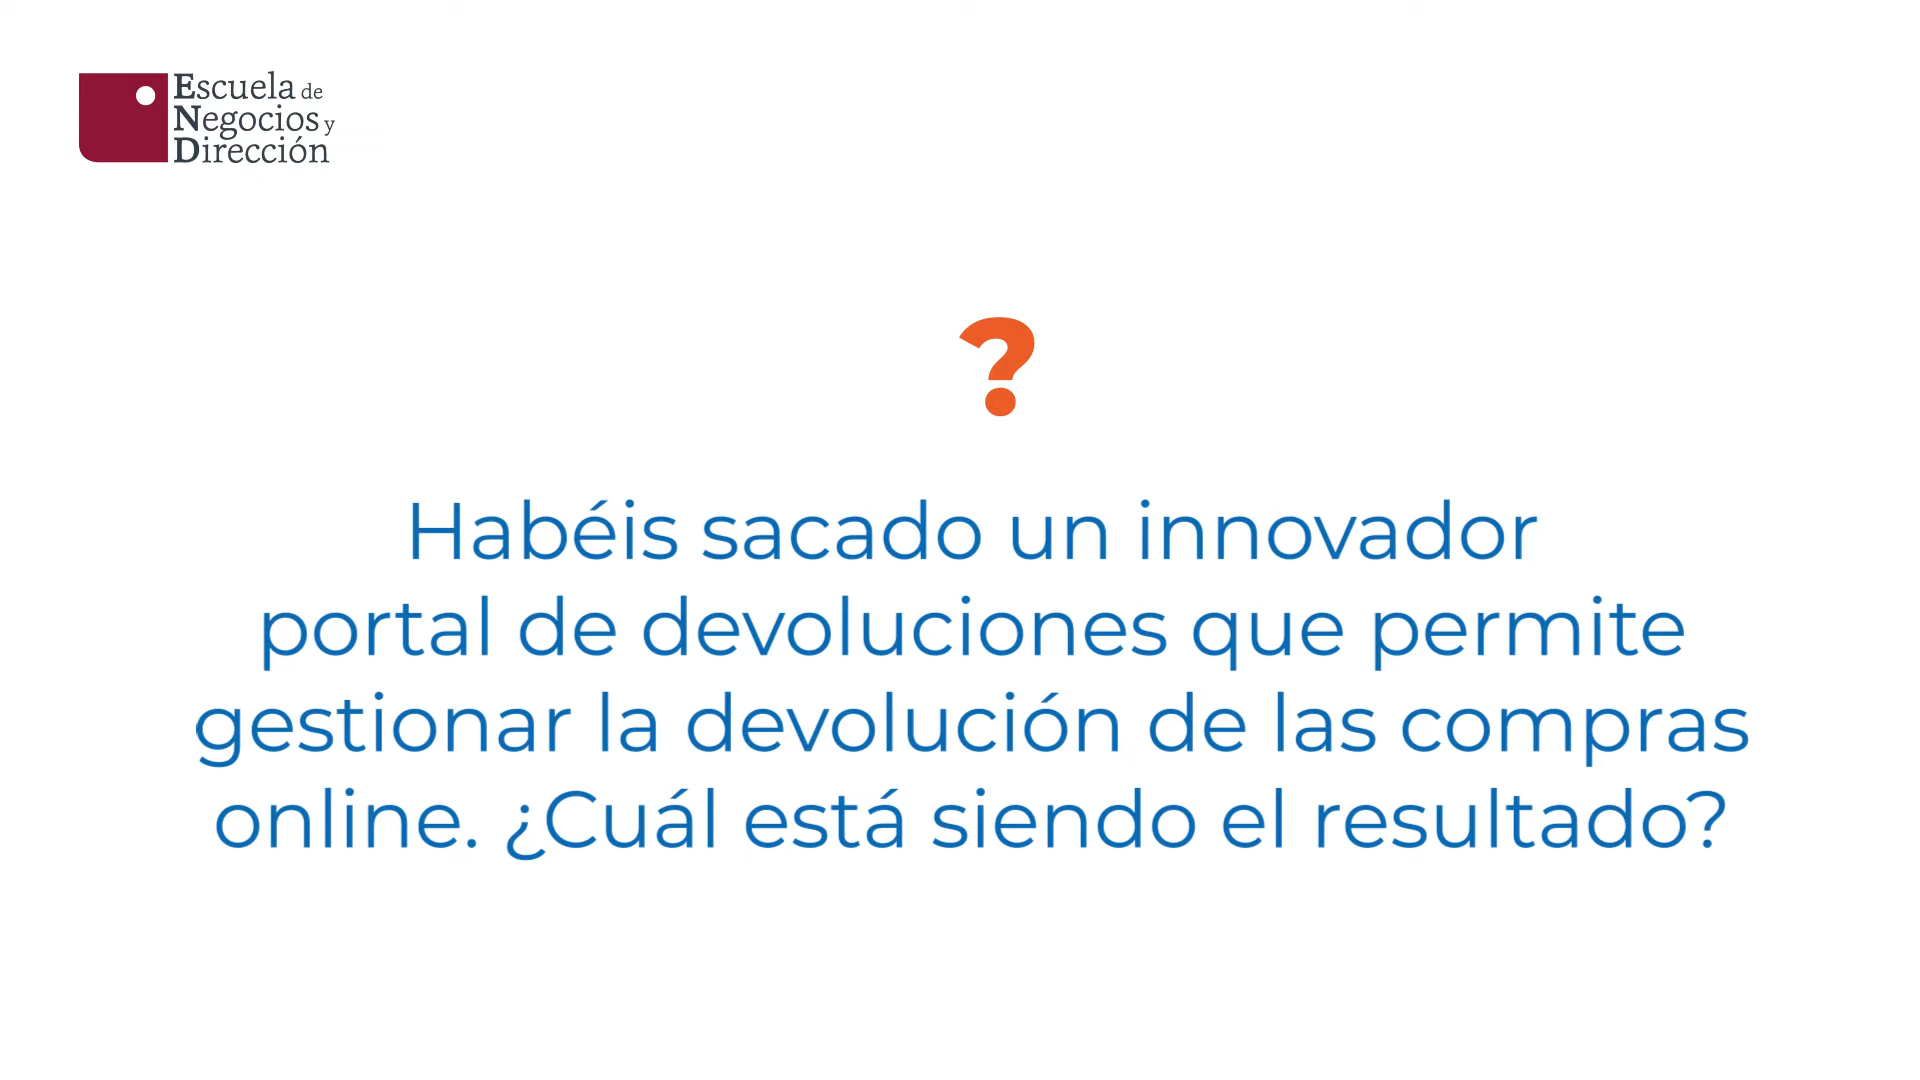 Escuela de
Negocios y
Dirección
?
Habéis sacado un innovador
portal de devoluciones que permite
gestionar la devolución de las compras
online. ¿Cuál está siendo el resultado?